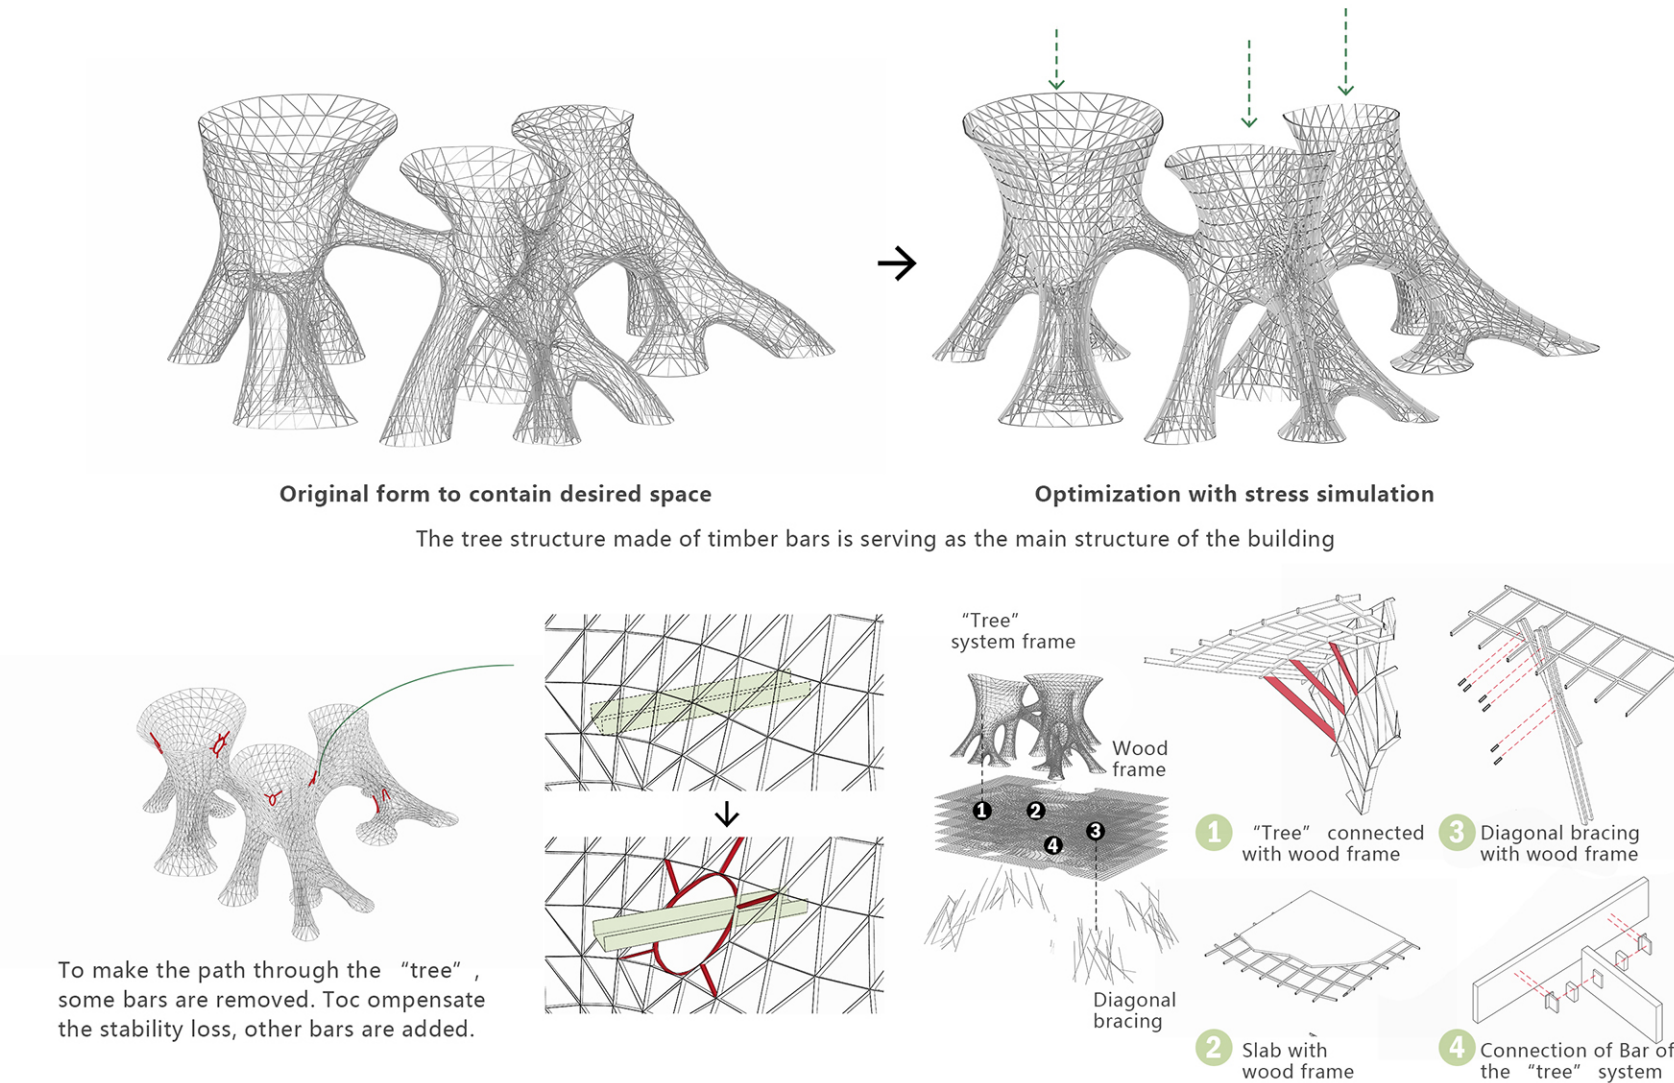 Original form to contain desired space
Optimization with stress simulation
The tree structure made of timber bars is serving as the main structure of the building
To make the path through the “tree”,
some bars are removed. Toc ompensate
the stability loss, other bars are added.
“Tree”
system frame
Wood
frame
1
2
3
4
Diagonal
bracing
1 “Tree” connected
with wood frame
3 Diagonal bracing
with wood frame
2 Slab with
wood frame
4 Connection of Bar of
the “tree” system